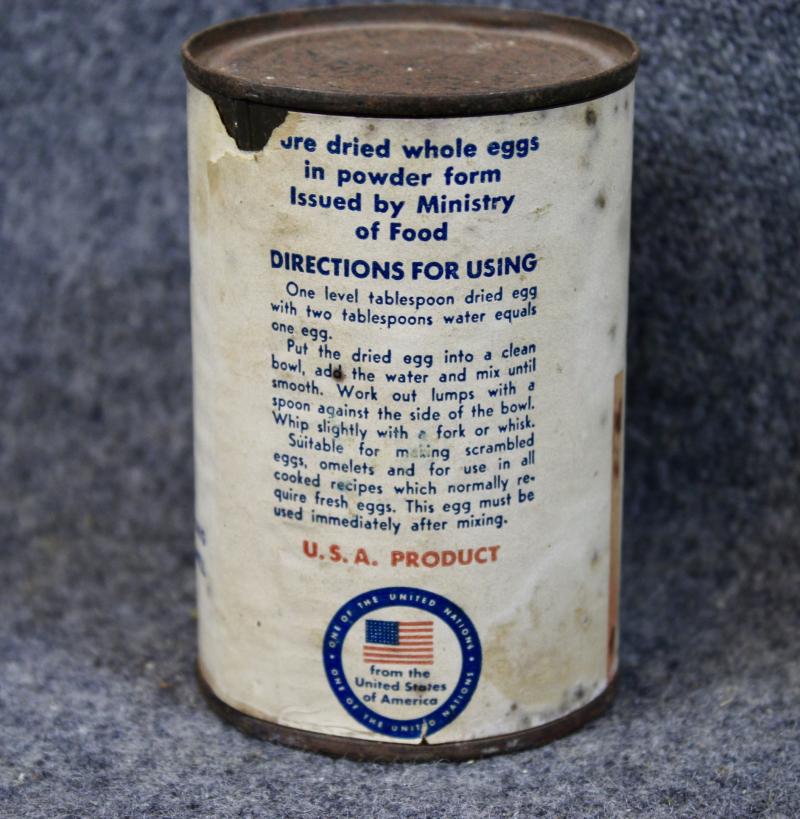 ure dried whole eggs
in powder form
Issued by Ministry
of Food
DIRECTIONS FOR USING
One level tablespoon dried egg
with two tablespoons water equals
one egg.
Put the dried egg into a clean
bowl, add the water and mix until
smooth. Work out lumps with a
spoon against the side of the bowl.
Whip slightly with a fork or whisk.
Suitable for making scrambled
eggs, omelets and for use in all
cooked recipes which normally re-
quire fresh eggs. This egg must be
used immediately after mixing.
U.S.A. PRODUCT
ONE OF THE UNITED NATIONS
from the
United States
of America
ONE OF THE UNITED NATIONS